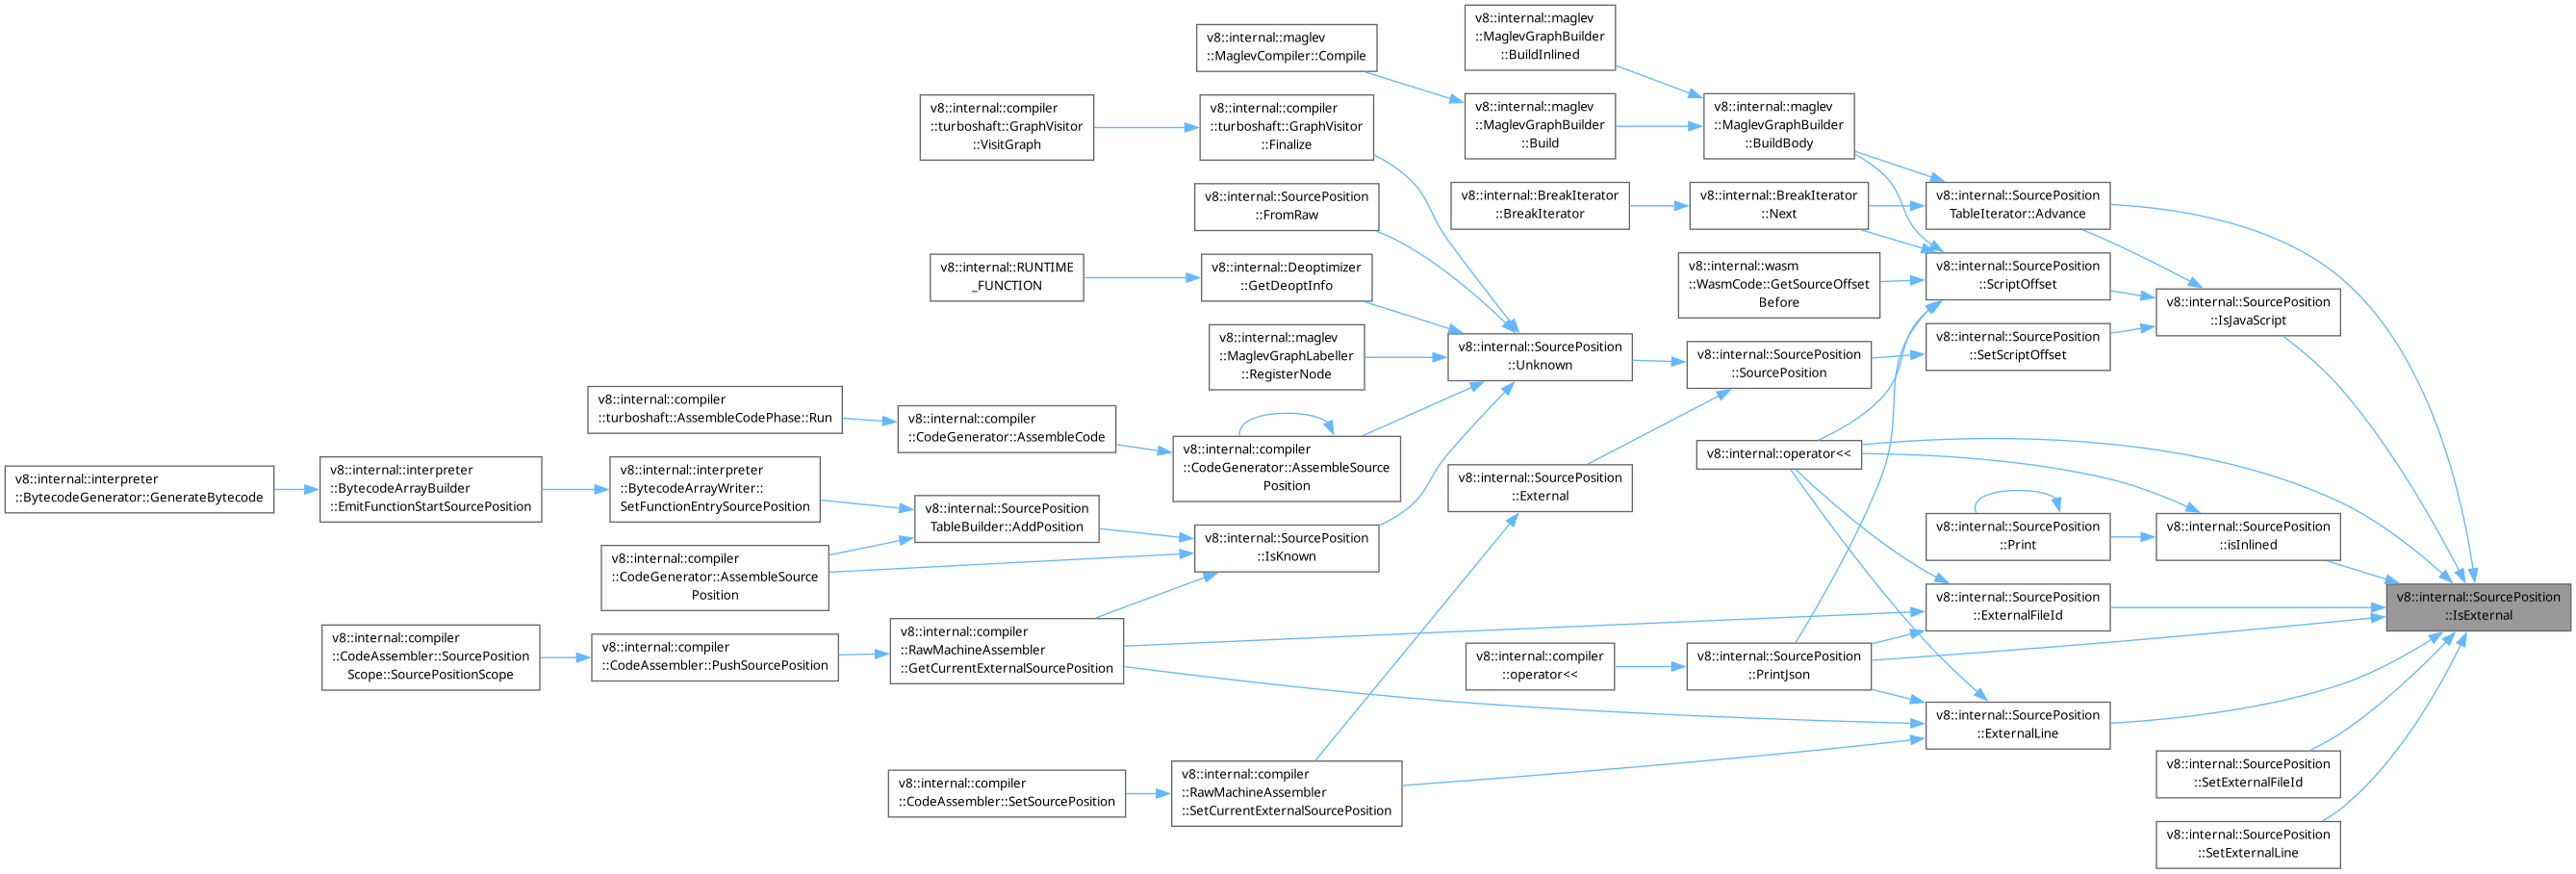 v8::internal::maglev
::MaglevGraphBuilder
::BuildInlined
v8::internal::maglev
::MaglevCompiler::Compile
v8::internal::compiler
::turboshaft::GraphVisitor
::VisitGraph
v8::internal::compiler
::turboshaft::GraphVisitor
::Finalize
v8::internal::maglev
::MaglevGraphBuilder
::Build
v8::internal::maglev
::MaglevGraphBuilder
::BuildBody
v8::internal::SourcePosition
::FromRaw
v8::internal::BreakIterator
::BreakIterator
v8::internal::BreakIterator
::Next
v8::internal::SourcePosition
TableIterator::Advance
v8::internal::RUNTIME
_FUNCTION
v8::internal::Deoptimizer
::GetDeoptInfo
v8::internal::wasm
::WasmCode::GetSourceOffset
Before
v8::internal::SourcePosition
::ScriptOffset
v8::internal::SourcePosition
::IsJavaScript
v8::internal::maglev
::MaglevGraphLabeller
::RegisterNode
v8::internal::SourcePosition
::Unknown
v8::internal::SourcePosition
::SourcePosition
v8::internal::SourcePosition
::SetScriptOffset
v8::internal::compiler
::turboshaft::AssembleCodePhase::Run
v8::internal::compiler
::CodeGenerator::AssembleCode
v8::internal::compiler
::CodeGenerator::AssembleSource
Position
v8::internal::operator<<
v8::internal::interpreter
::BytecodeGenerator::GenerateBytecode
v8::internal::interpreter
::BytecodeArrayBuilder
::EmitFunctionStartSourcePosition
v8::internal::interpreter
::BytecodeArrayWriter::
SetFunctionEntrySourcePosition
v8::internal::SourcePosition
TableBuilder::AddPosition
v8::internal::SourcePosition
::External
v8::internal::SourcePosition
::IsKnown
v8::internal::SourcePosition
::Print
v8::internal::SourcePosition
::isInlined
v8::internal::compiler
::CodeGenerator::AssembleSource
Position
v8::internal::SourcePosition
::ExternalFileId
v8::internal::SourcePosition
::IsExternal
v8::internal::compiler
::CodeAssembler::SourcePosition
Scope::SourcePositionScope
v8::internal::compiler
::CodeAssembler::PushSourcePosition
v8::internal::compiler
::RawMachineAssembler
::GetCurrentExternalSourcePosition
v8::internal::compiler
::operator<<
v8::internal::SourcePosition
::PrintJson
v8::internal::SourcePosition
::ExternalLine
v8::internal::compiler
::CodeAssembler::SetSourcePosition
v8::internal::compiler
::RawMachineAssembler
::SetCurrentExternalSourcePosition
v8::internal::SourcePosition
::SetExternalFileId
v8::internal::SourcePosition
::SetExternalLine